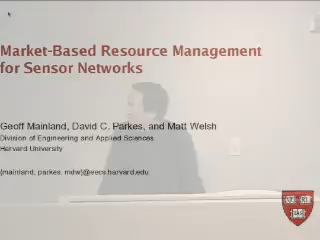 Market-Based Resource Management
for Sensor Networks
Geoff Mainland, David C. Parkes, and Matt Welsh
Division of Engineering and Applied Sciences
Harvard University
{mainland, parkes, mdw}@eecs.harvard.edu